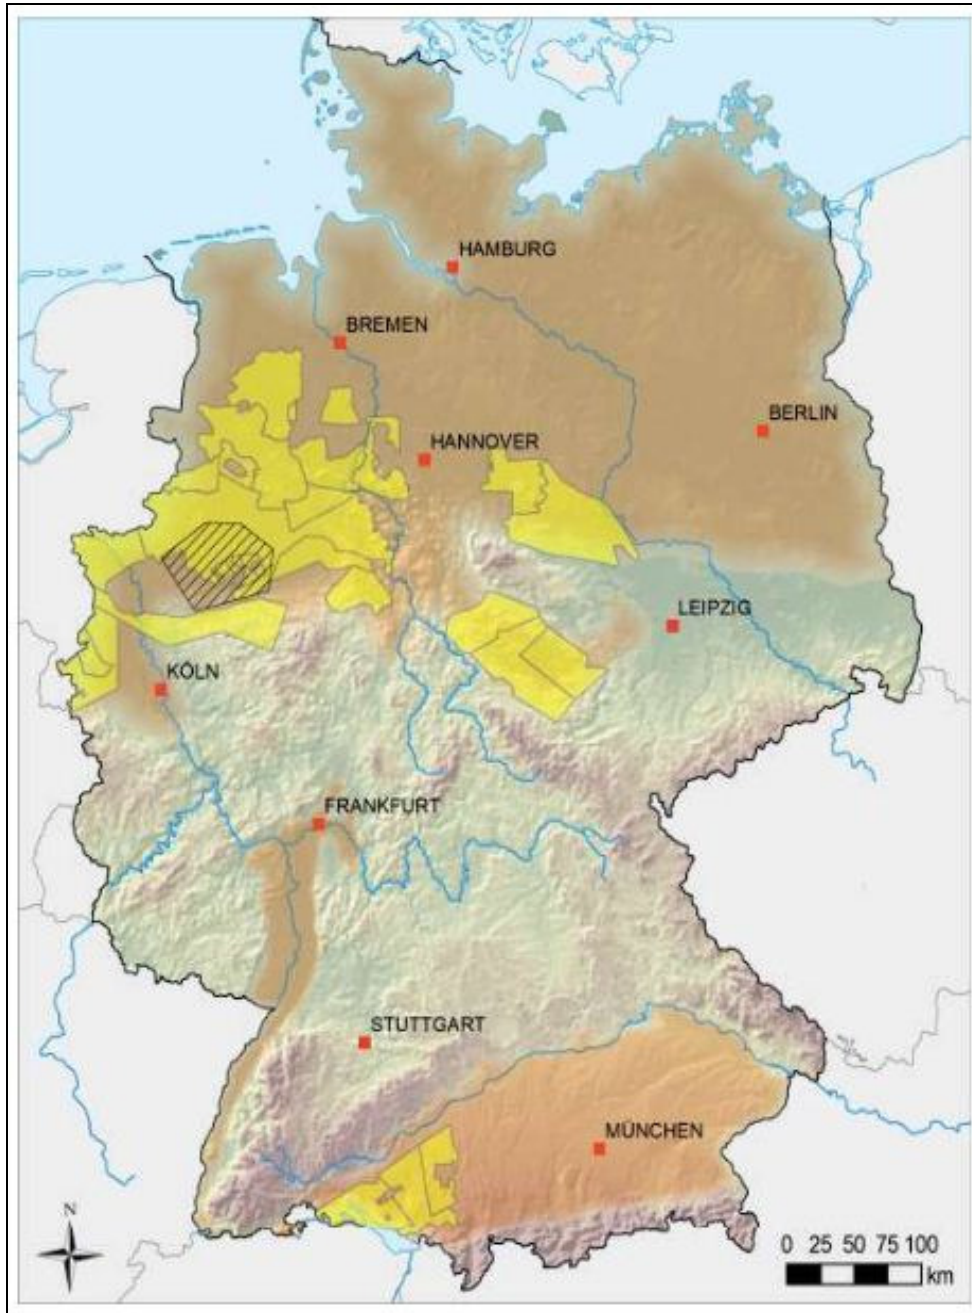 HAMBURG
BREMEN
BERLIN
HANNOVER
LEIPZIG
KÖLN
FRANKFURT
STUTTGART
MÜNCHEN
N
0 25 50 75 100
km